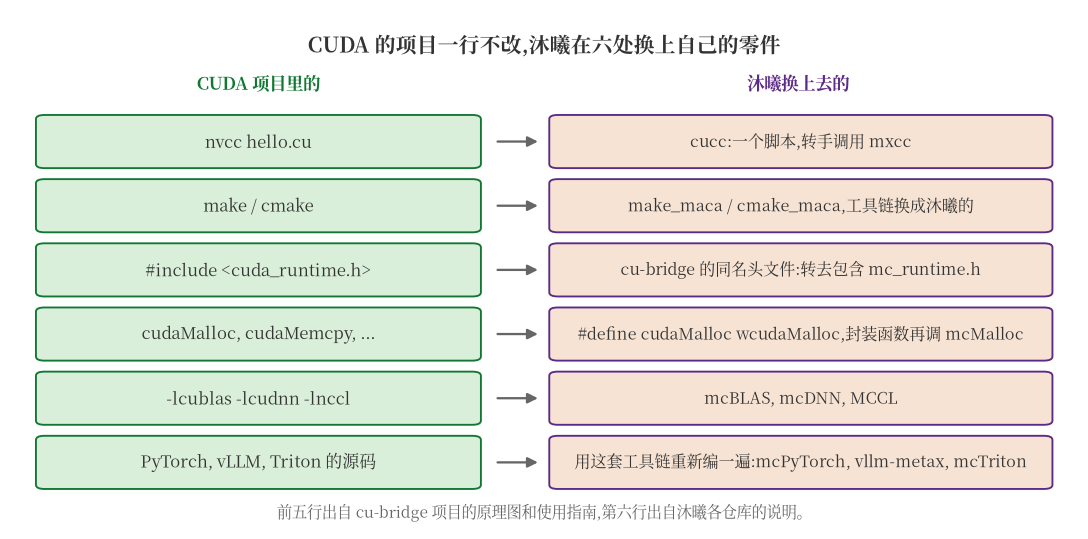 CUDA 的项目一行不改,沐曦在六处换上自己的零件
CUDA 项目里的
沐曦换上去的
nvcc hello.cu
cucc:一个脚本,转手调用 mxcc
make / cmake
make_maca / cmake_maca,工具链换成沐曦的
#include <cuda_runtime.h>
cu-bridge 的同名头文件:转去包含 mc_runtime.h
cudaMalloc, cudaMemcpy, ...
#define cudaMalloc wcudaMalloc,封装函数再调 mcMalloc
-lcublas -lcudnn -lnccl
mcBLAS, mcDNN, MCCL
PyTorch, vLLM, Triton 的源码
用这套工具链重新编一遍:mcPyTorch, vllm-metax, mcTriton
前五行出自 cu-bridge 项目的原理图和使用指南,第六行出自沐曦各仓库的说明。